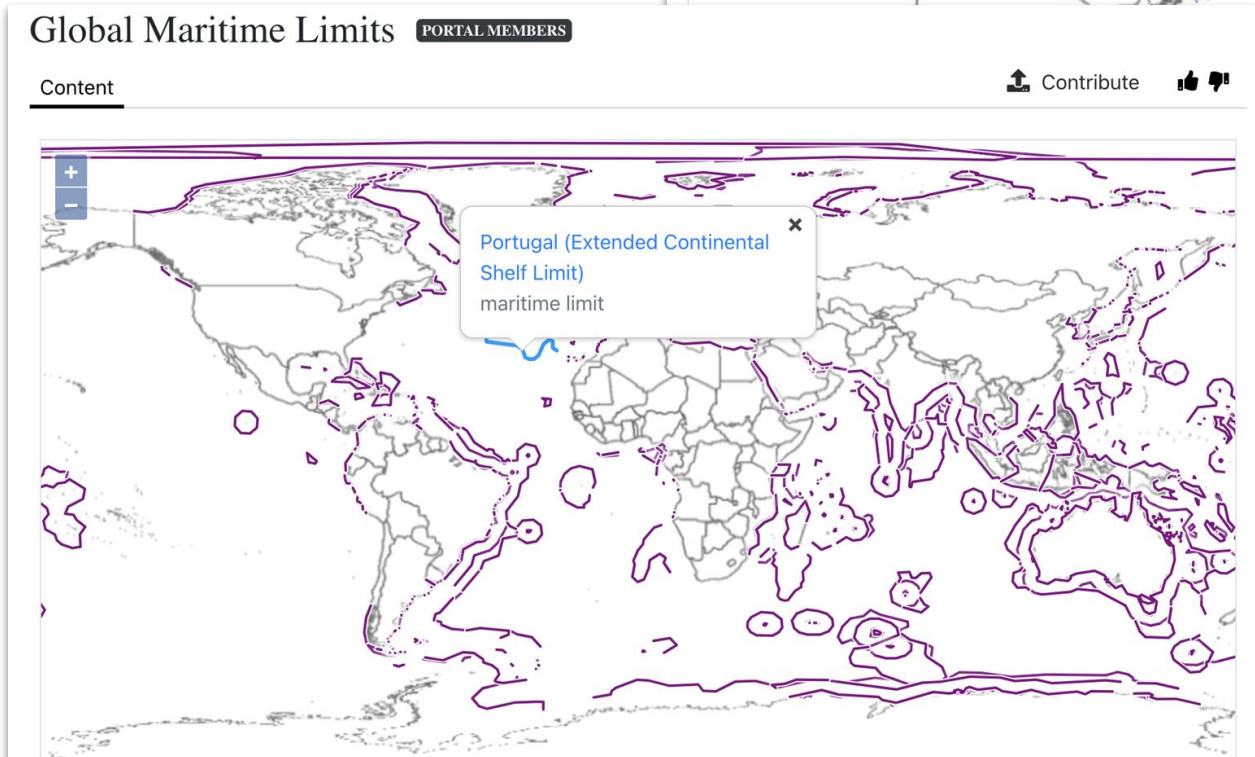 Global Maritime Limits PORTAL MEMBERS
Content
Contribute
+
−
Portugal (Extended Continental
Shelf Limit)
maritime limit